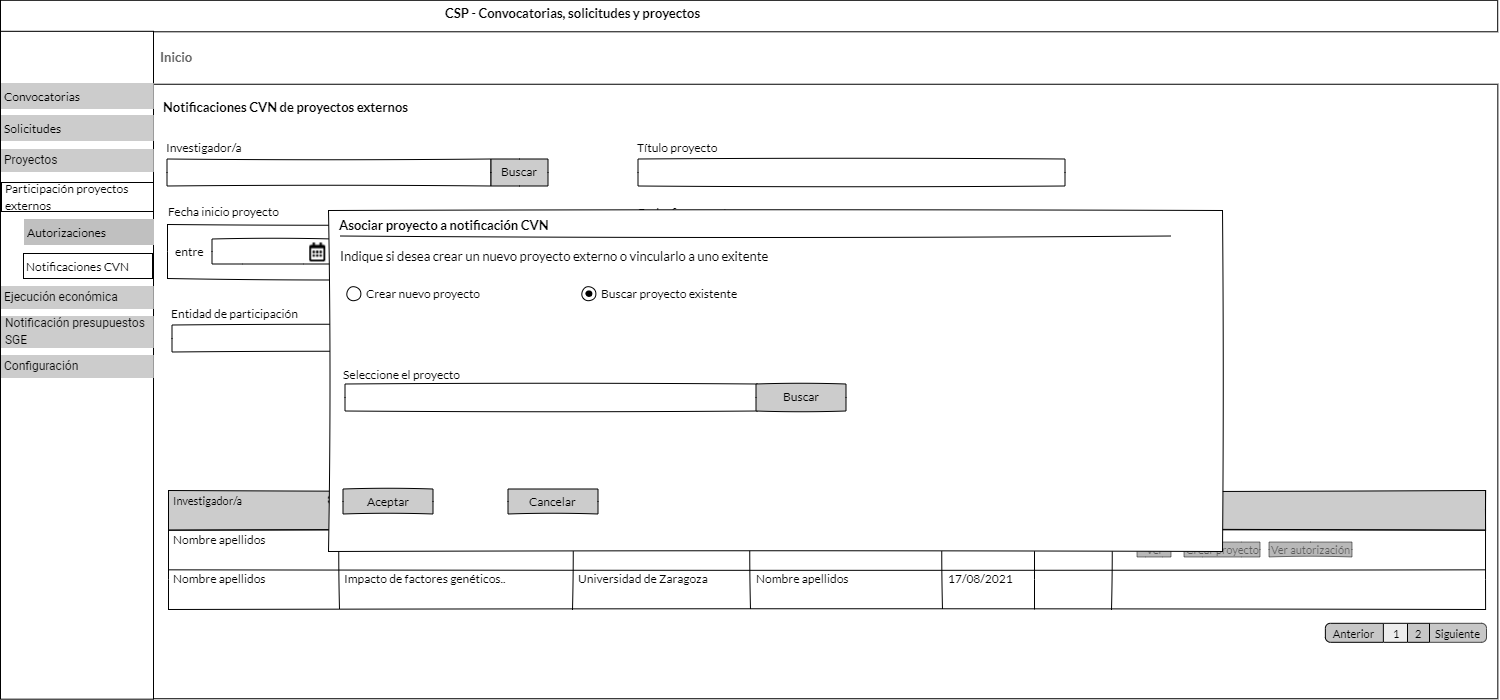 CSP - Convocatorias, solicitudes y proyectos
Inicio
Convocatorias
Solicitudes
Proyectos
Participación proyectos
externos
Autorizaciones
Notificaciones CVN
Ejecución económica
Notificación presupuestos
SGE
Configuración
Notificaciones CVN de proyectos externos
Investigador/a
Buscar
Título proyecto
Fecha inicio proyecto
entre
Entidad de participación
Asociar proyecto a notificación CVN
Indique si desea crear un nuevo proyecto externo o vincularlo a uno exitente
Crear nuevo proyecto
Buscar proyecto existente
Seleccione el proyecto
Buscar
Aceptar
Cancelar
Investigador/a
Nombre apellidos
Ver
Crear proyecto
Ver autorización
Nombre apellidos
Impacto de factores genéticos..
Universidad de Zaragoza
Nombre apellidos
17/08/2021
Anterior
1
2
Siguiente